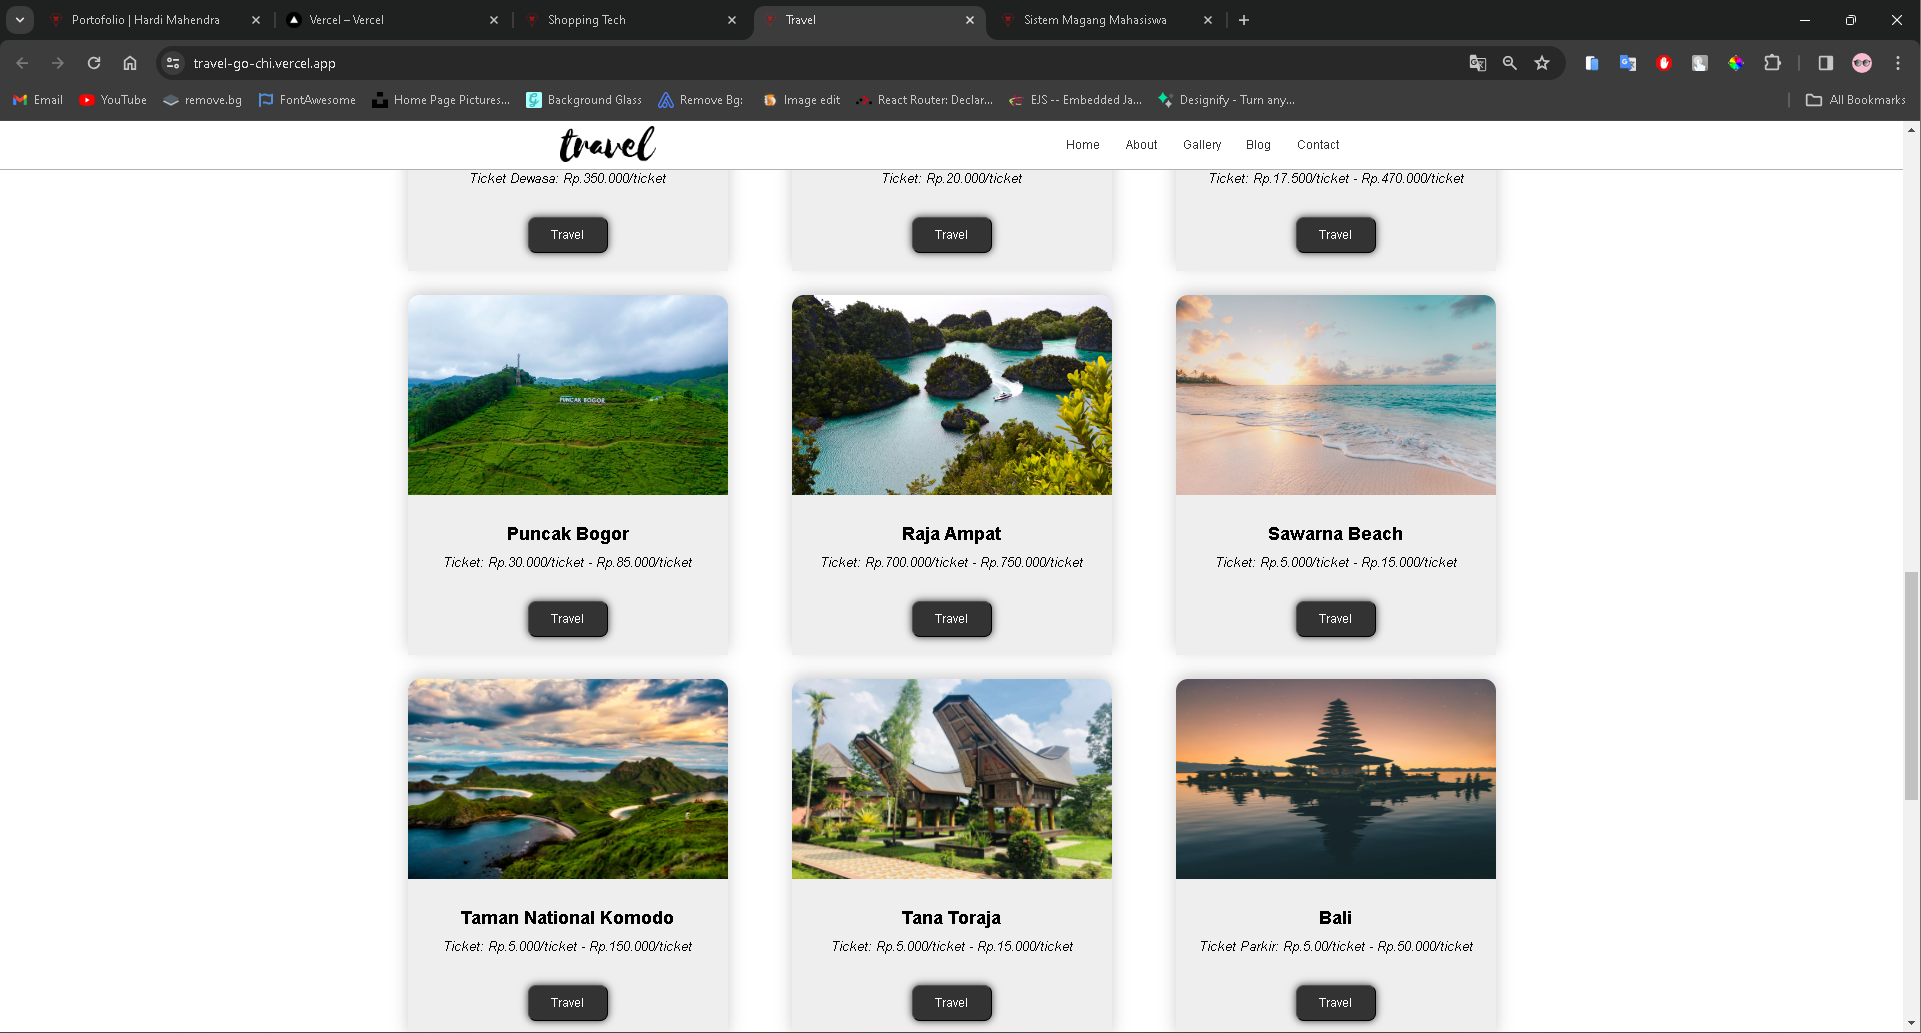 Portofolio | Hardi Mahendra
Vercel – Vercel
Shopping Tech
Travel
Sistem Magang Mahasiswa
travel-go-chi.vercel.app
Email
YouTube
remove.bg
FontAwesome
Home Page Pictures...
Background Glass
Remove Bg:
Image edit
React Router: Declar...
EJS -- Embedded Ja...
Designify - Turn any...
All Bookmarks
travel
Home
About
Gallery
Blog
Contact
Ticket Dewasa: Rp.350.000/ticket
Ticket: Rp.20.000/ticket
Ticket: Rp.17.500/ticket - Rp.470.000/ticket
Travel
Travel
Travel
PUNCAK BOGOR
Puncak Bogor
Raja Ampat
Sawarna Beach
Ticket: Rp.30.000/ticket - Rp.85.000/ticket
Ticket: Rp.700.000/ticket - Rp.750.000/ticket
Ticket: Rp.5.000/ticket - Rp.15.000/ticket
Travel
Travel
Travel
Taman National Komodo
Tana Toraja
Bali
Ticket: Rp.5.000/ticket - Rp.150.000/ticket
Ticket: Rp.5.000/ticket - Rp.15.000/ticket
Ticket Parkir: Rp.5.00/ticket - Rp.50.000/ticket
Travel
Travel
Travel